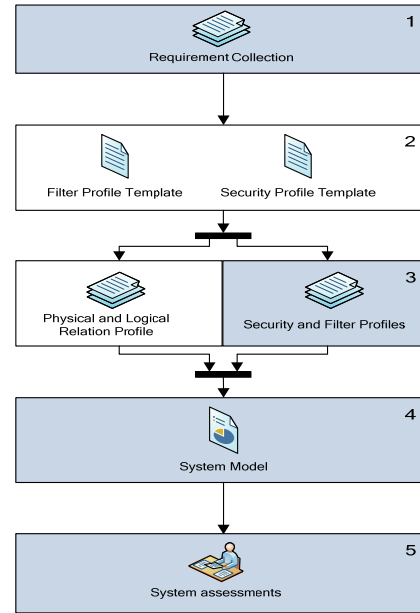 1
Requirement Collection
2
Filter Profile Template
Security Profile Template
3
Physical and Logical
Relation Profile
Security and Filter Profiles
4
System Model
5
System assessments